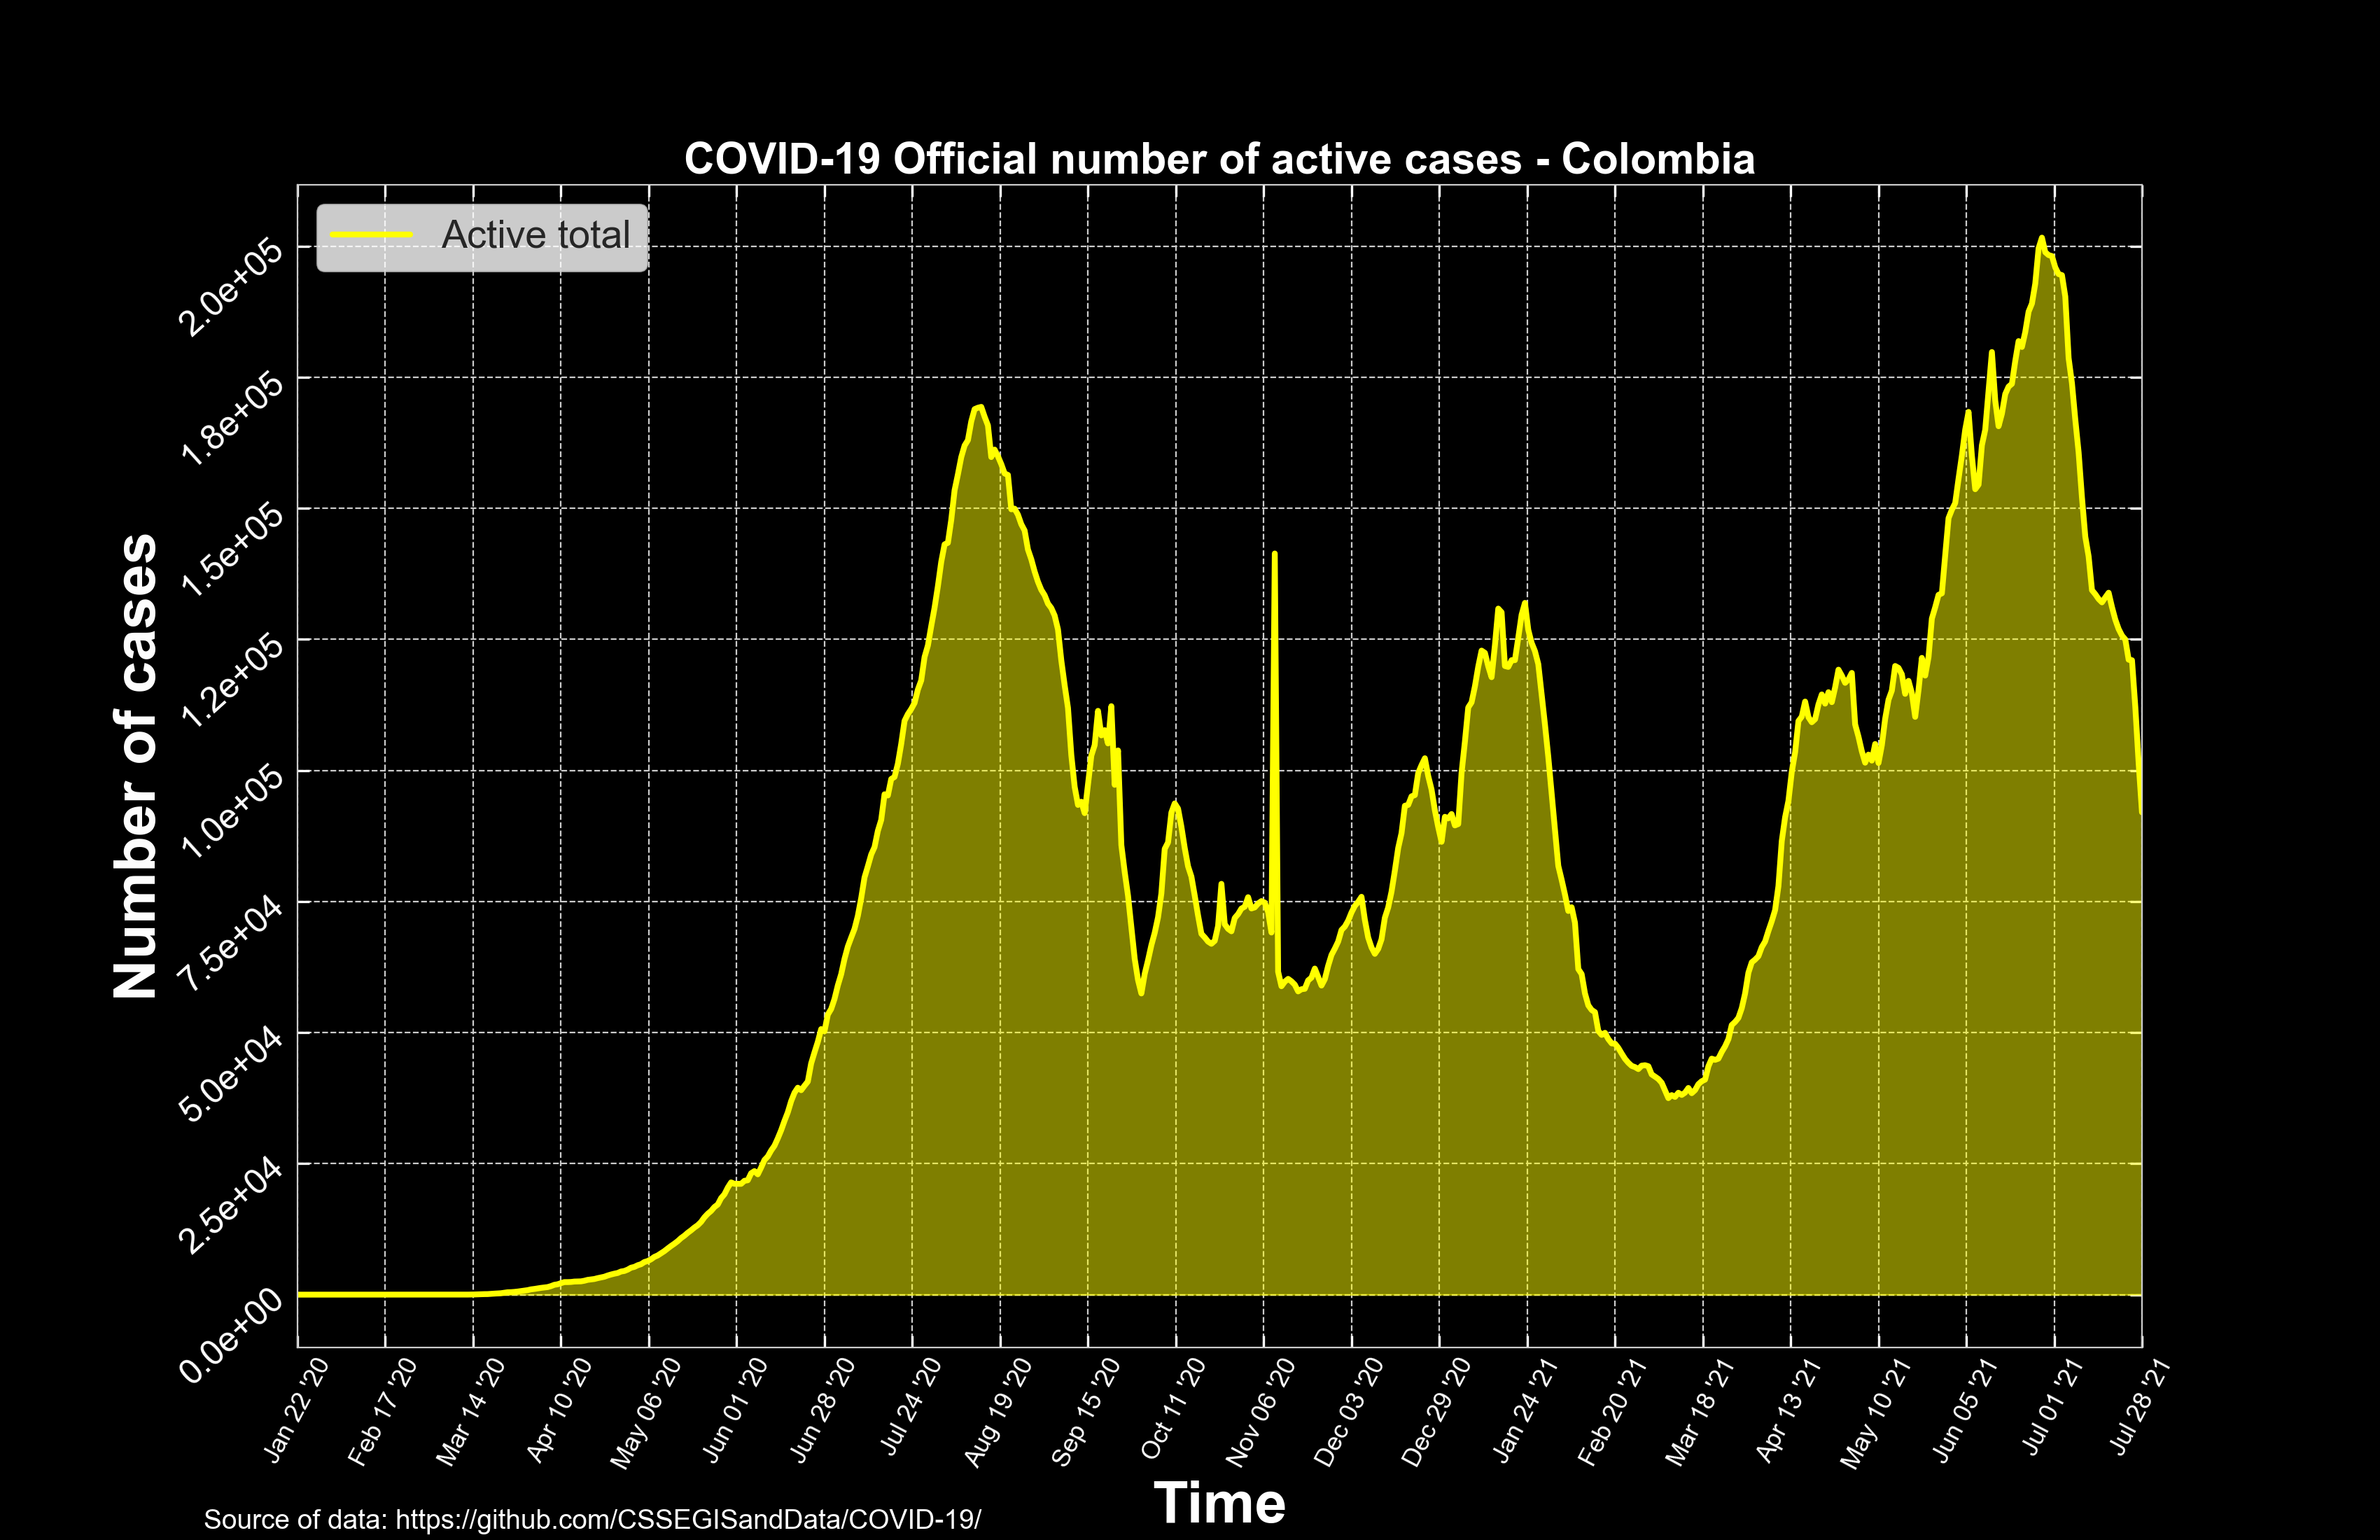 COVID-19 Official number of active cases - Colombia
Active total
Number of cases
2.0e+05
1.8e+05
1.5e+05
1.2e+05
1.0e+05
7.5e+04
5.0e+04
2.5e+04
0.0e+00
Jan 22 '20
Feb 17 '20
Mar 14 '20
Apr 10 '20
May 06 '20
Jun 01 '20
Jun 28 '20
Jul 24 '20
Aug 19 '20
Sep 15 '20
Oct 11 '20
Nov 06 '20
Dec 03 '20
Dec 29 '20
Jan 24 '21
Feb 20 '21
Mar 18 '21
Apr 13 '21
May 10 '21
Jun 05 '21
Jul 01 '21
Jul 28 '21
Time
Source of data: https://github.com/CSSEGISandData/COVID-19/